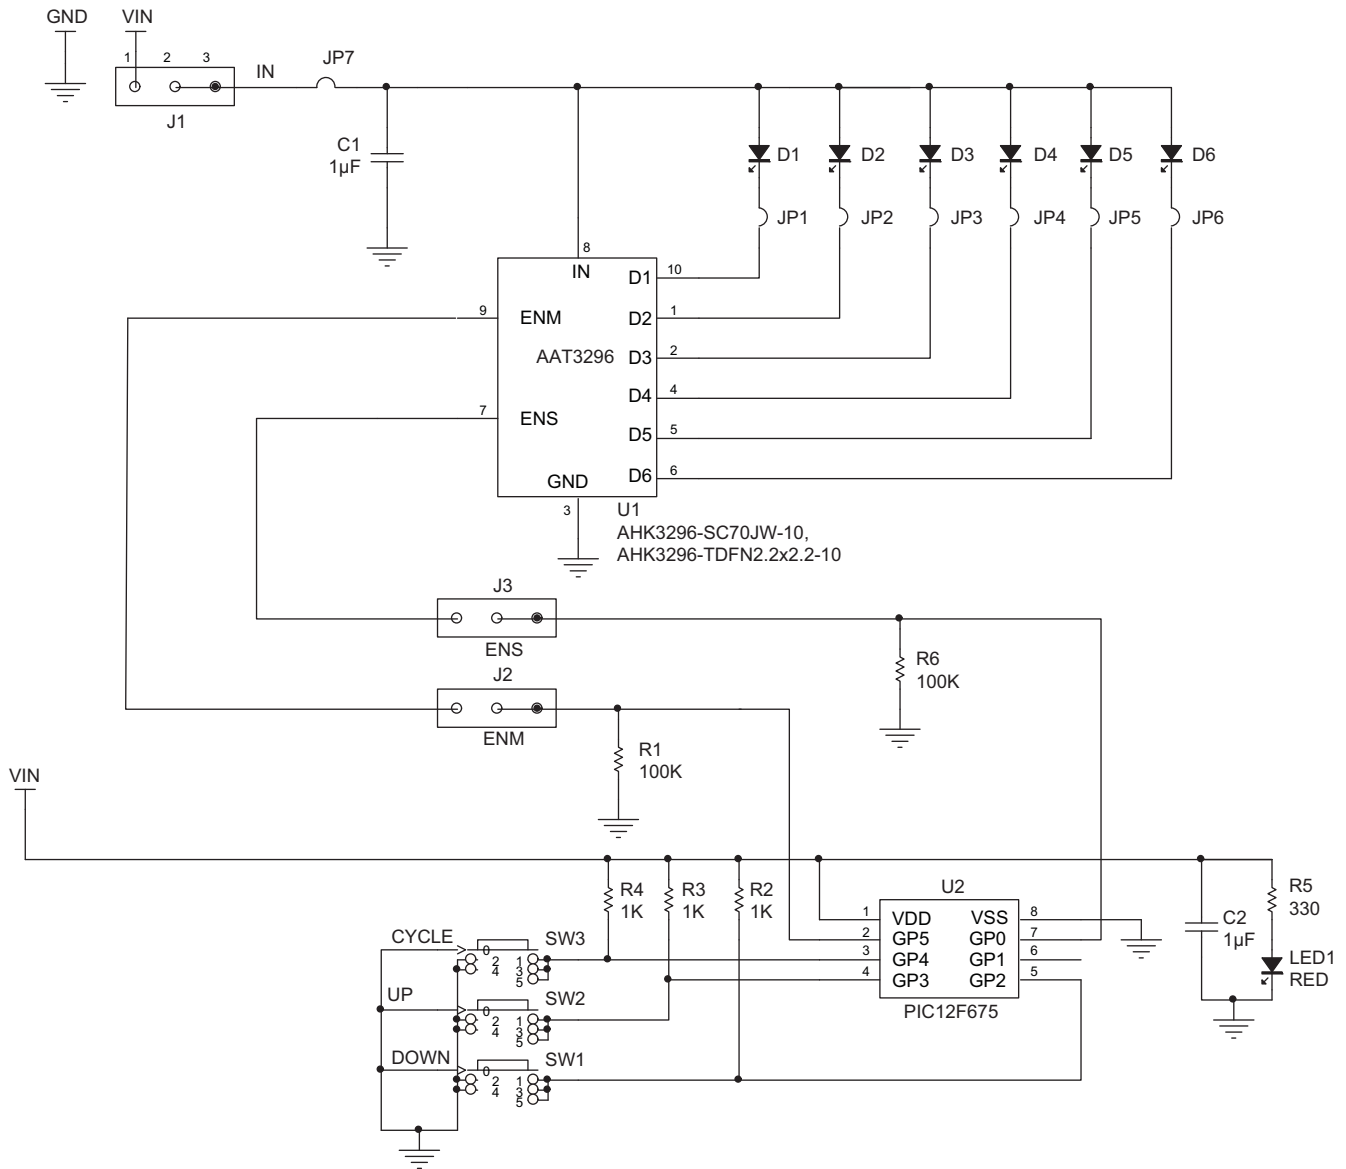 GND VIN
1 2 3
IN JP7
J1
C1
1µF
D1 D2 D3 D4 D5 D6
JP1 JP2 JP3 JP4 JP5 JP6
8
IN
D1 10
9 ENM
D2 1
AAT3296 D3 2
D4 4
7 ENS
D5 5
D6 6
GND
3
U1
AHK3296-SC70JW-10,
AHK3296-TDFN2.2x2.2-10
J3
ENS
R6
100K
J2
ENM
R1
100K
VIN
R4
1K
R3
1K
R2
1K
U2
1 VDD VSS 8
2 GP5 GP0 7
3 GP4 GP1 6
4 GP3 GP2 5
PIC12F675
C2
1µF
R5
330
LED1
RED
CYCLE SW3
0
2 1
4 3
5
UP SW2
0
2 1
4 3
5
DOWN SW1
0
2 1
4 3
5